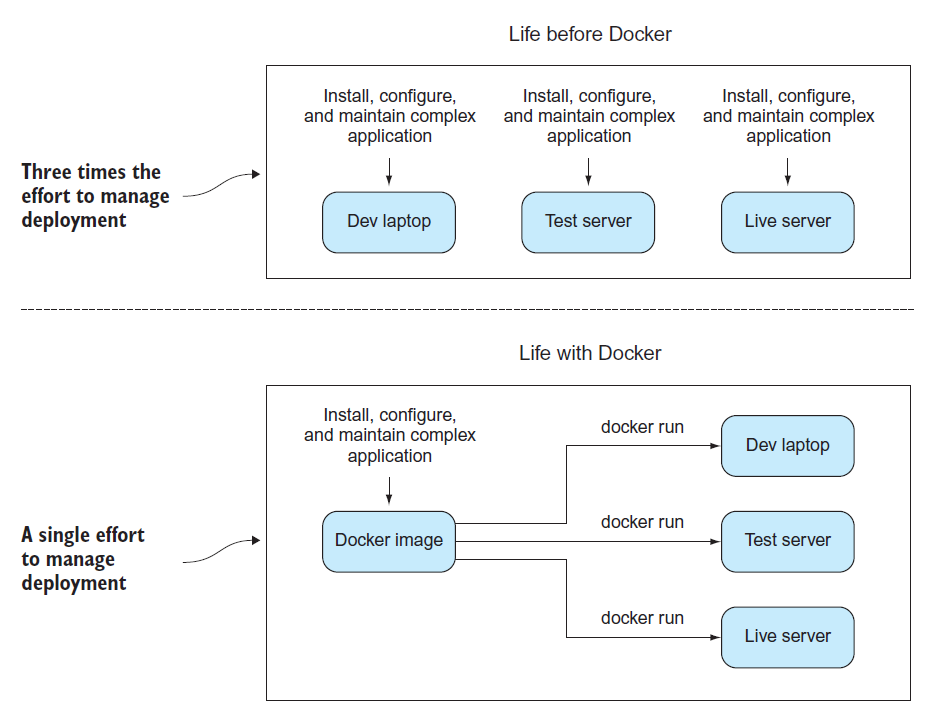 Life before Docker
Install, configure,
and maintain complex
application
Install, configure,
and maintain complex
application
Install, configure,
and maintain complex
application
Three times the
effort to manage
deployment
Dev laptop
Test server
Live server
Life with Docker
Install, configure,
and maintain complex
application
docker run
Dev laptop
A single effort
to manage
deployment
Docker image
docker run
Test server
docker run
Live server